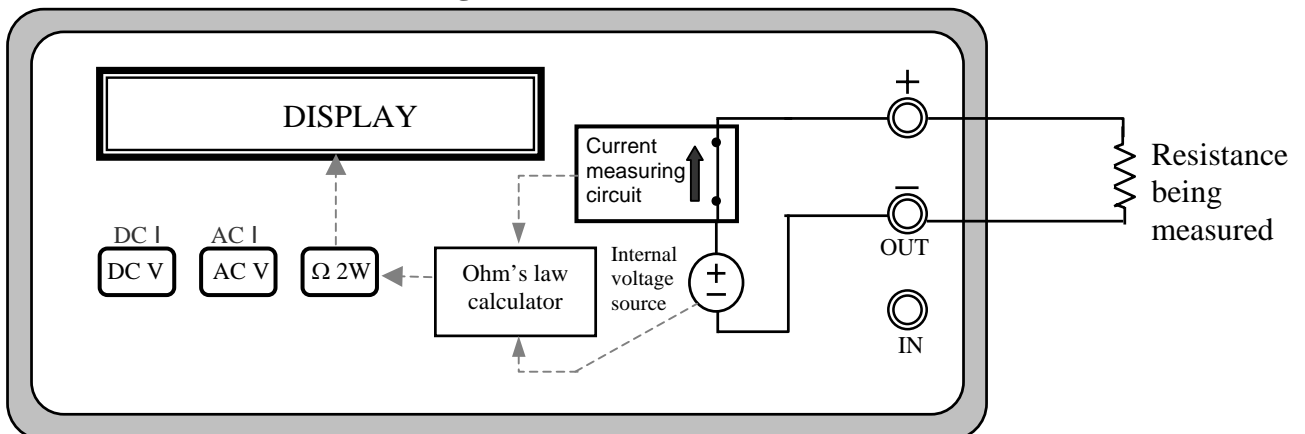 DISPLAY
+
Current
measuring
circuit
Resistance
being
measured
–
OUT
DC I
AC I
DC V
AC V
Ω 2W
Ohm's law
calculator
Internal
voltage
source
+
–
IN